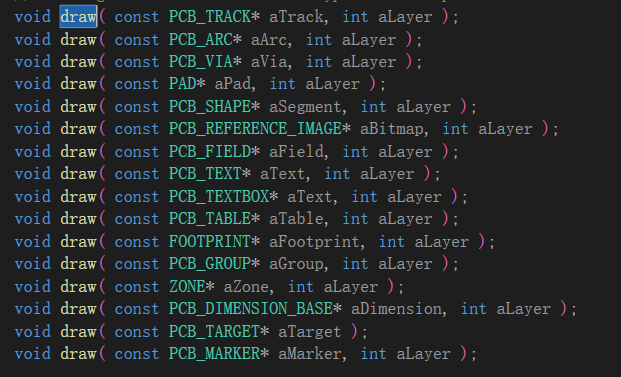 void draw( const PCB_TRACK* aTrack, int aLayer );
void draw( const PCB_ARC* aArc, int aLayer );
void draw( const PCB_VIA* aVia, int aLayer );
void draw( const PAD* aPad, int aLayer );
void draw( const PCB_SHAPE* aSegment, int aLayer );
void draw( const PCB_REFERENCE_IMAGE* aBitmap, int aLayer );
void draw( const PCB_FIELD* aField, int aLayer );
void draw( const PCB_TEXT* aText, int aLayer );
void draw( const PCB_TEXTBOX* aText, int aLayer );
void draw( const PCB_TABLE* aTable, int aLayer );
void draw( const FOOTPRINT* aFootprint, int aLayer );
void draw( const PCB_GROUP* aGroup, int aLayer );
void draw( const ZONE* aZone, int aLayer );
void draw( const PCB_DIMENSION_BASE* aDimension, int aLayer );
void draw( const PCB_TARGET* aTarget );
void draw( const PCB_MARKER* aMarker, int aLayer );